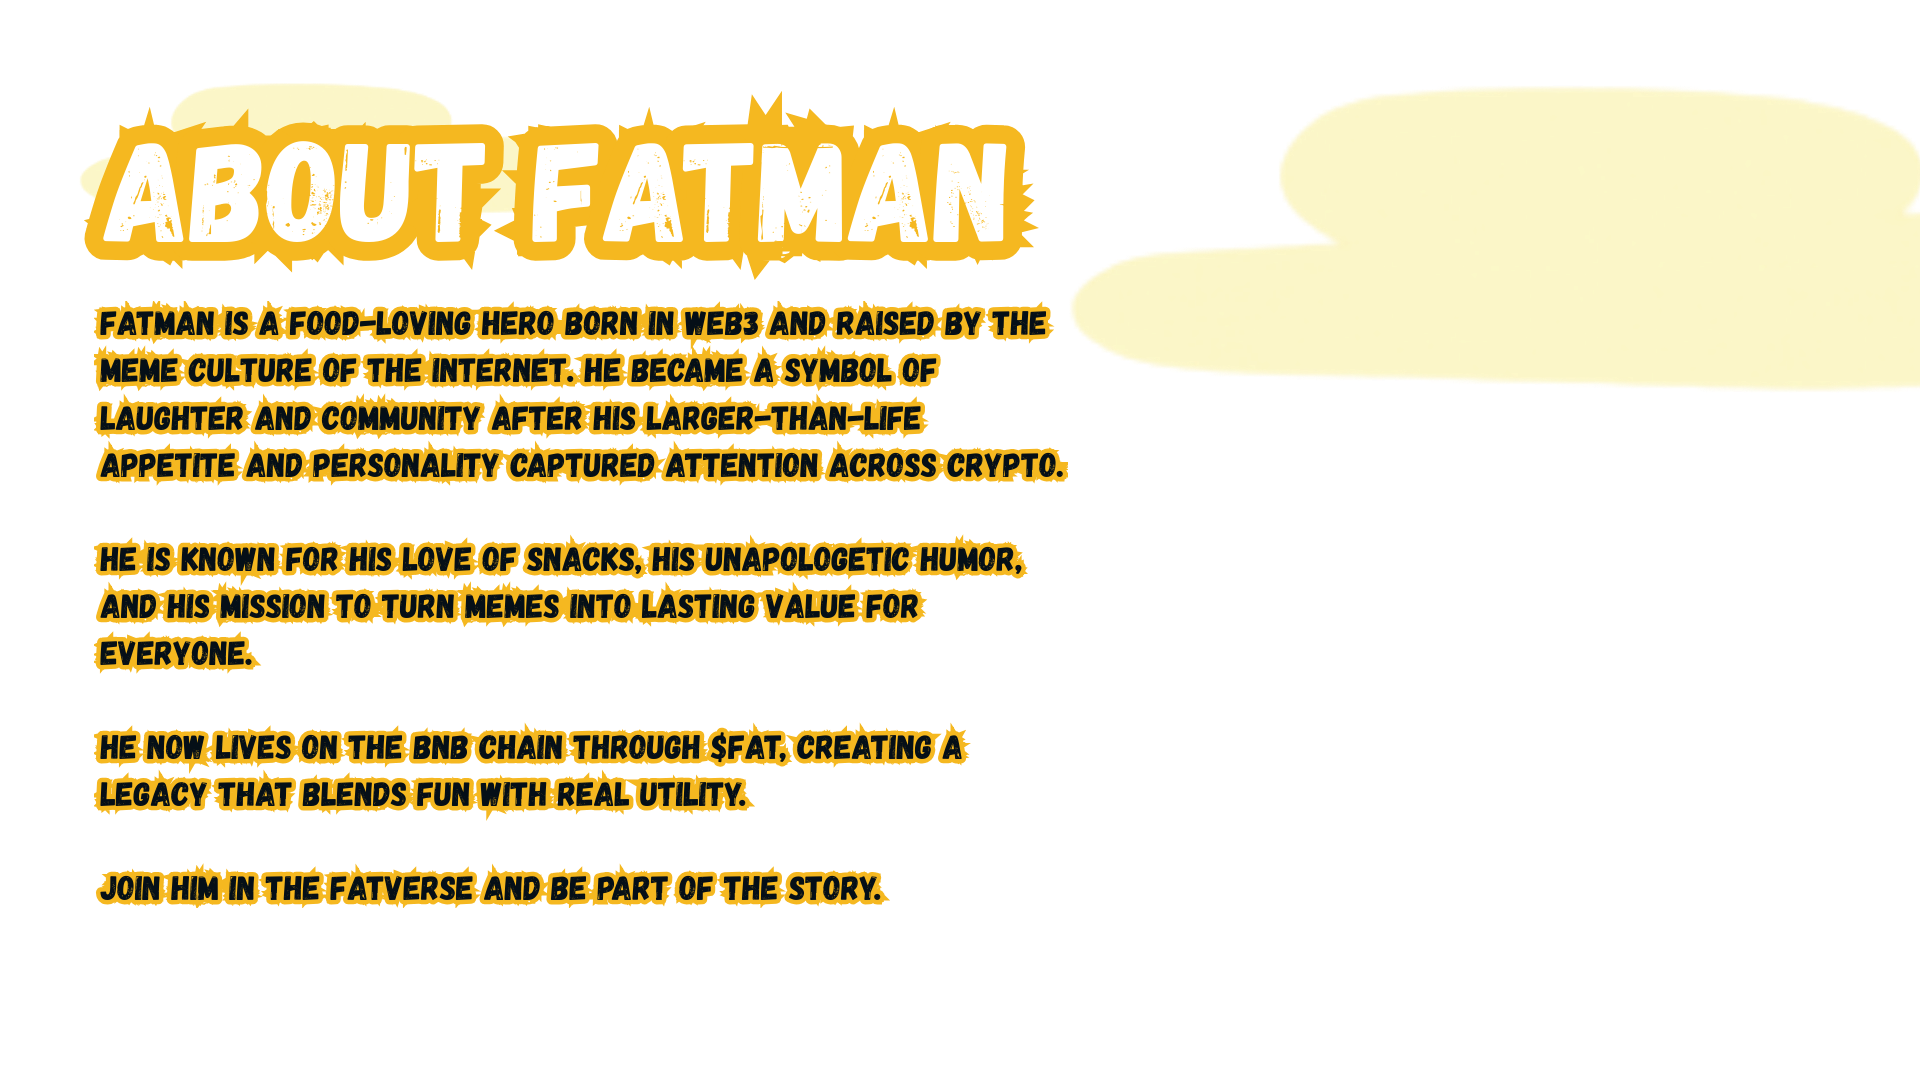 ABOUT FATMAN
FATMAN IS A FOOD-LOVING HERO BORN IN WEB3 AND RAISED BY THE
MEME CULTURE OF THE INTERNET. HE BECAME A SYMBOL OF
LAUGHTER AND COMMUNITY AFTER HIS LARGER-THAN-LIFE
APPETITE AND PERSONALITY CAPTURED ATTENTION ACROSS CRYPTO.
HE IS KNOWN FOR HIS LOVE OF SNACKS, HIS UNAPOLOGETIC HUMOR,
AND HIS MISSION TO TURN MEMES INTO LASTING VALUE FOR
EVERYONE.
HE NOW LIVES ON THE BNB CHAIN THROUGH $FAT, CREATING A
LEGACY THAT BLENDS FUN WITH REAL UTILITY.
JOIN HIM IN THE FATVERSE AND BE PART OF THE STORY.